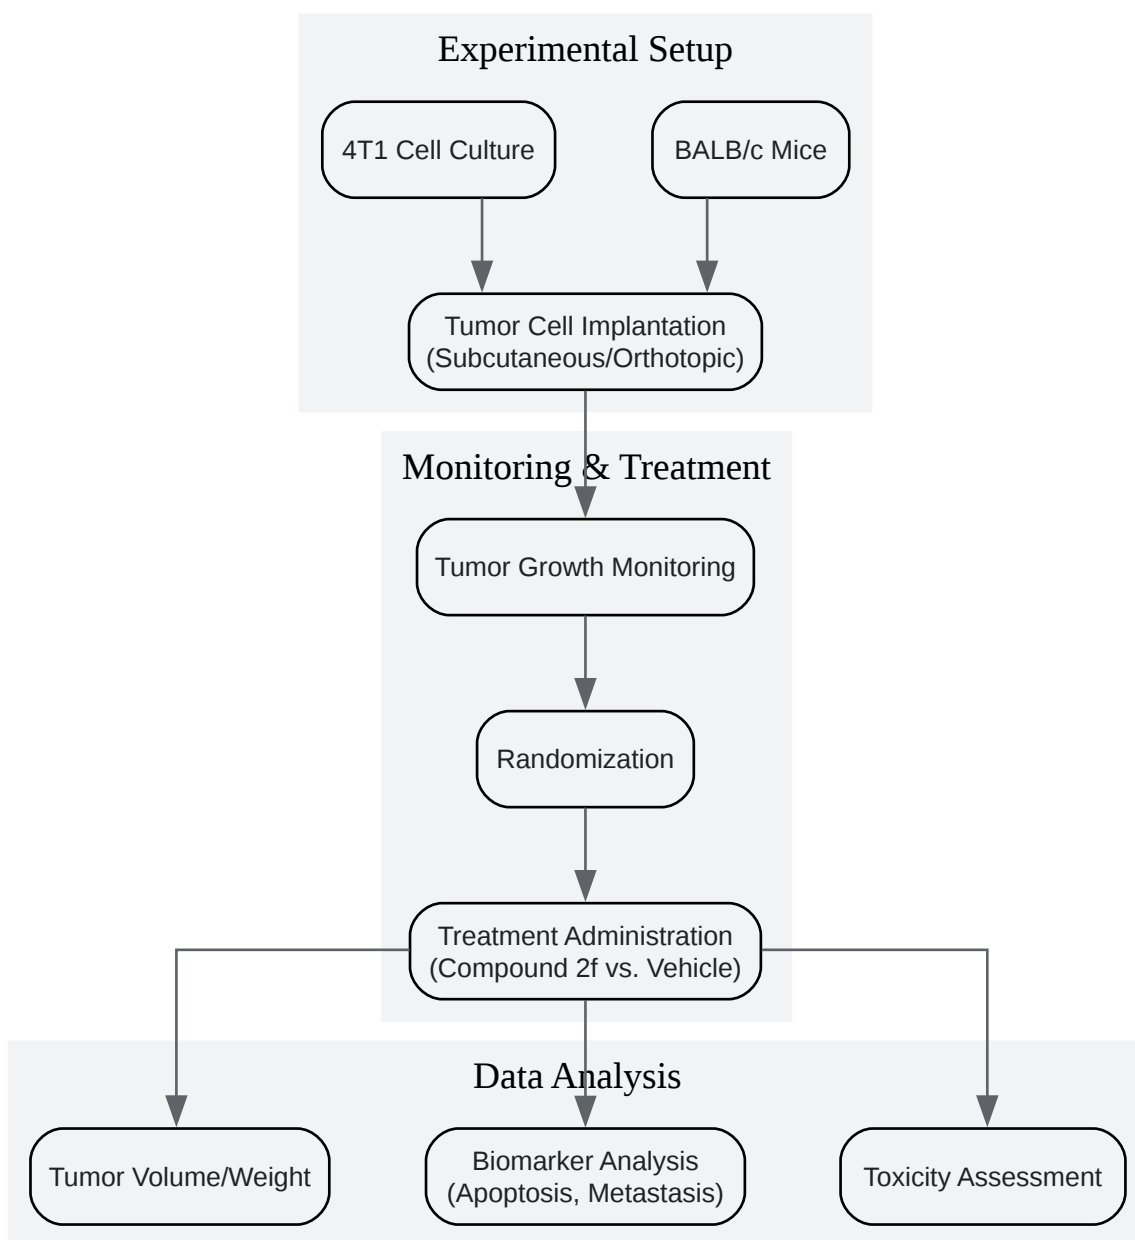 Experimental Setup
4T1 Cell Culture
BALB/c Mice
Tumor Cell Implantation
(Subcutaneous/Orthotopic)
Monitoring & Treatment
Tumor Growth Monitoring
Randomization
Treatment Administration
(Compound 2f vs. Vehicle)
Data Analysis
Tumor Volume/Weight
Biomarker Analysis
(Apoptosis, Metastasis)
Toxicity Assessment